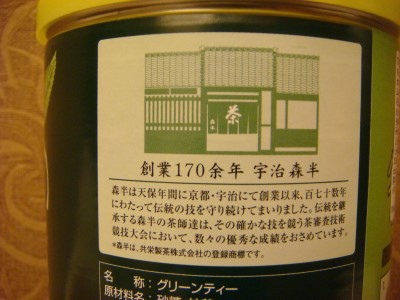 茶
森半
創業170余年 宇治森半
森半は天保年間に京都・宇治にて創業以来、百七十数年
にわたって伝統の技を守り続けてまいりました。伝統を継
承する森半の茶師達は、その確かな技を競う茶審査技術
競技大会において、数々の優秀な成績をおさめています。
※森半は、共栄製茶株式会社の登録商標です。
名 称：グリーンティー
原材料名：砂糖